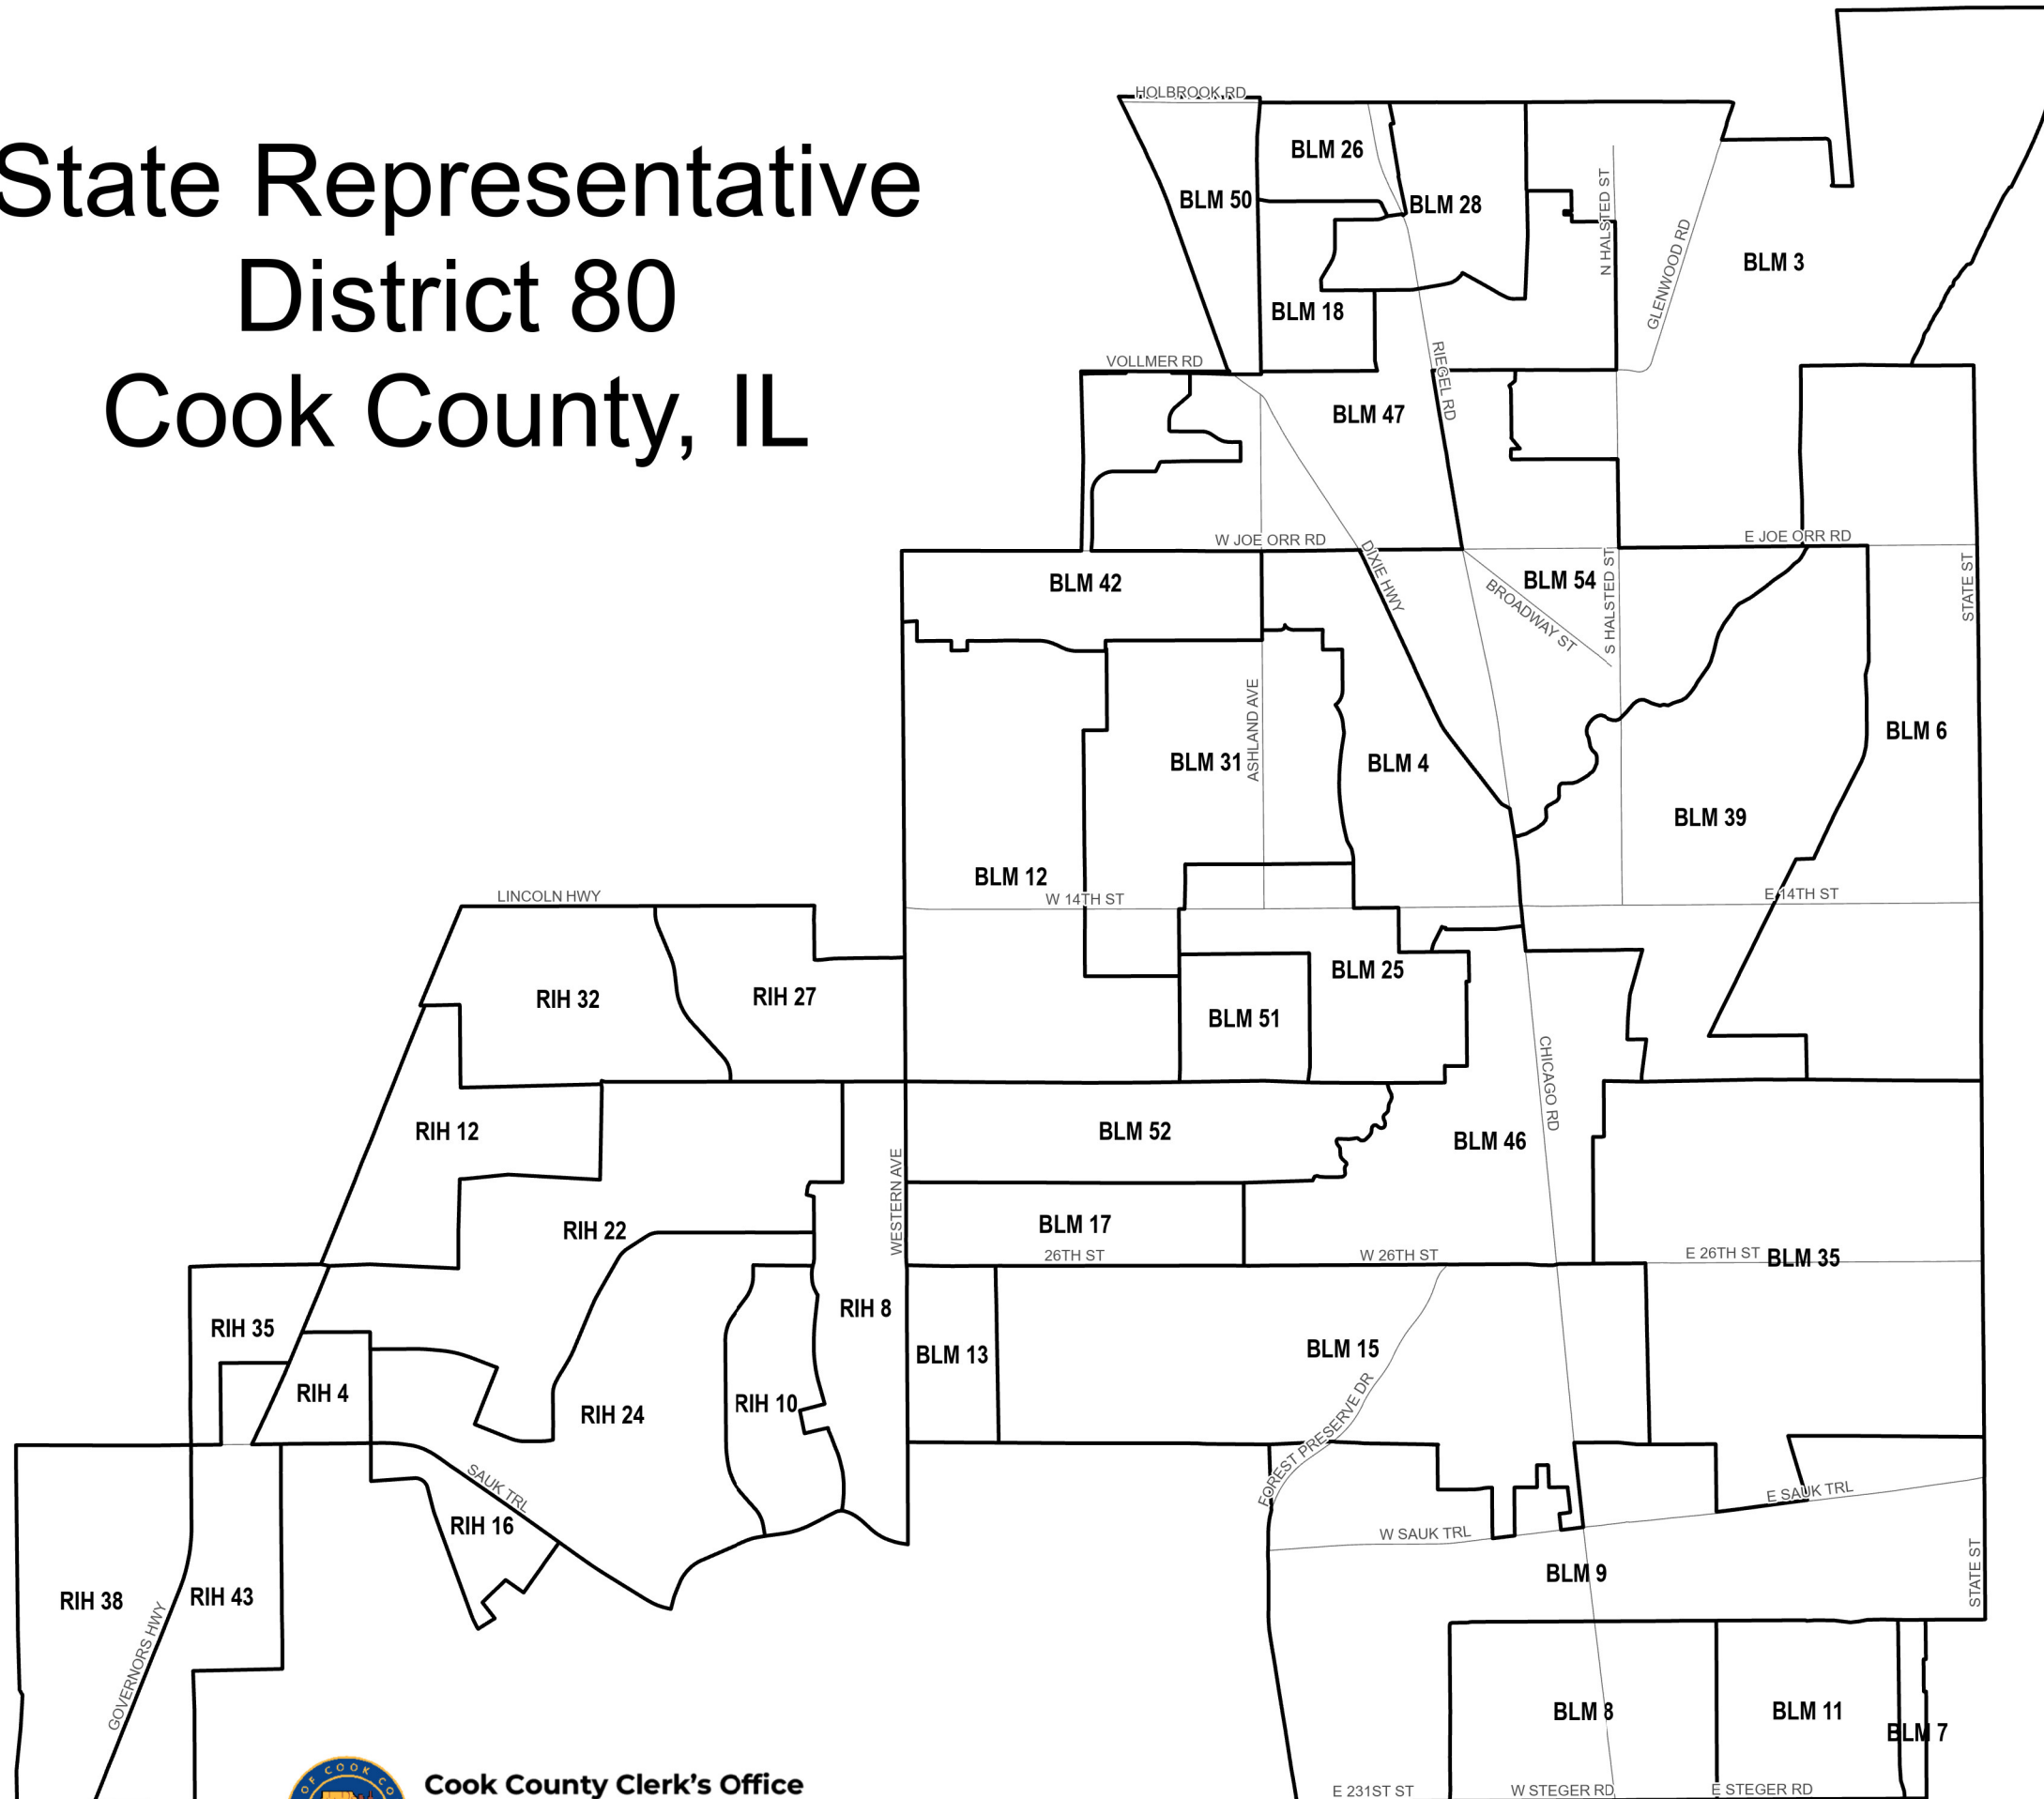 State Representative
District 80
Cook County, IL
HOLBROOK RD
BLM 26
BLM 50
BLM 28
N HALSTED ST
GLENWOOD RD
BLM 3
BLM 18
VOLLMER RD
RIEGEL RD
BLM 47
W JOE ORR RD
E JOE ORR RD
DIXIE HWY
BLM 42
BLM 54
BROADWAY ST
S HALSTED ST
STATE ST
ASHLAND AVE
BLM 31
BLM 4
BLM 6
BLM 39
BLM 12
W 14TH ST
E 14TH ST
LINCOLN HWY
RIH 32
RIH 27
BLM 25
BLM 51
CHICAGO RD
RIH 12
BLM 52
BLM 46
WESTERN AVE
RIH 22
BLM 17
26TH ST
W 26TH ST
E 26TH ST
BLM 35
RIH 35
RIH 8
BLM 13
BLM 15
RIH 4
RIH 24
RIH 10
FOREST PRESERVE DR
SAUK TRL
RIH 16
E SAUK TRL
W SAUK TRL
BLM 9
STATE ST
RIH 38
RIH 43
GOVERNORS HWY
BLM 8
BLM 11
BLM 7
OF COOK CO
Cook County Clerk's Office
E 231ST ST
W STEGER RD
E STEGER RD